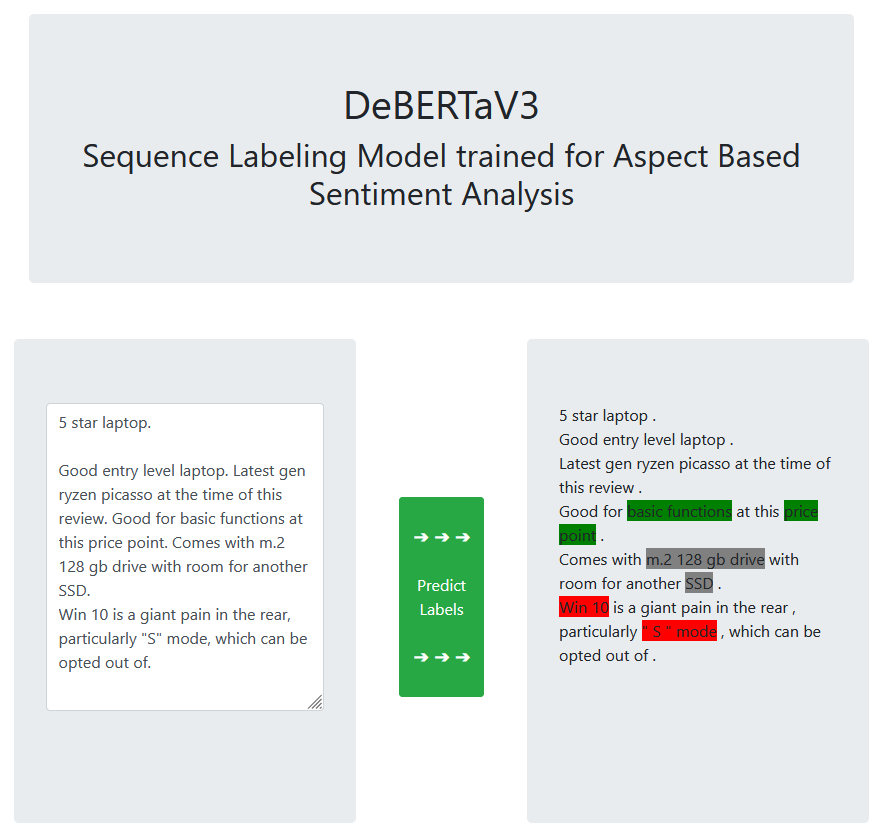 DeBERTaV3
Sequence Labeling Model trained for Aspect Based
Sentiment Analysis
5 star laptop.
Good entry level laptop. Latest gen
ryzen picasso at the time of this
review. Good for basic functions at
this price point. Comes with m.2
128 gb drive with room for another
SSD.
Win 10 is a giant pain in the rear,
particularly "S" mode, which can be
opted out of.
➔ ➔ ➔
Predict
Labels
➔ ➔ ➔
5 star laptop .
Good entry level laptop .
Latest gen ryzen picasso at the time of
this review .
Good for basic functions at this price
point .
Comes with m.2 128 gb drive with
room for another SSD .
Win 10 is a giant pain in the rear ,
particularly " S " mode , which can be
opted out of .